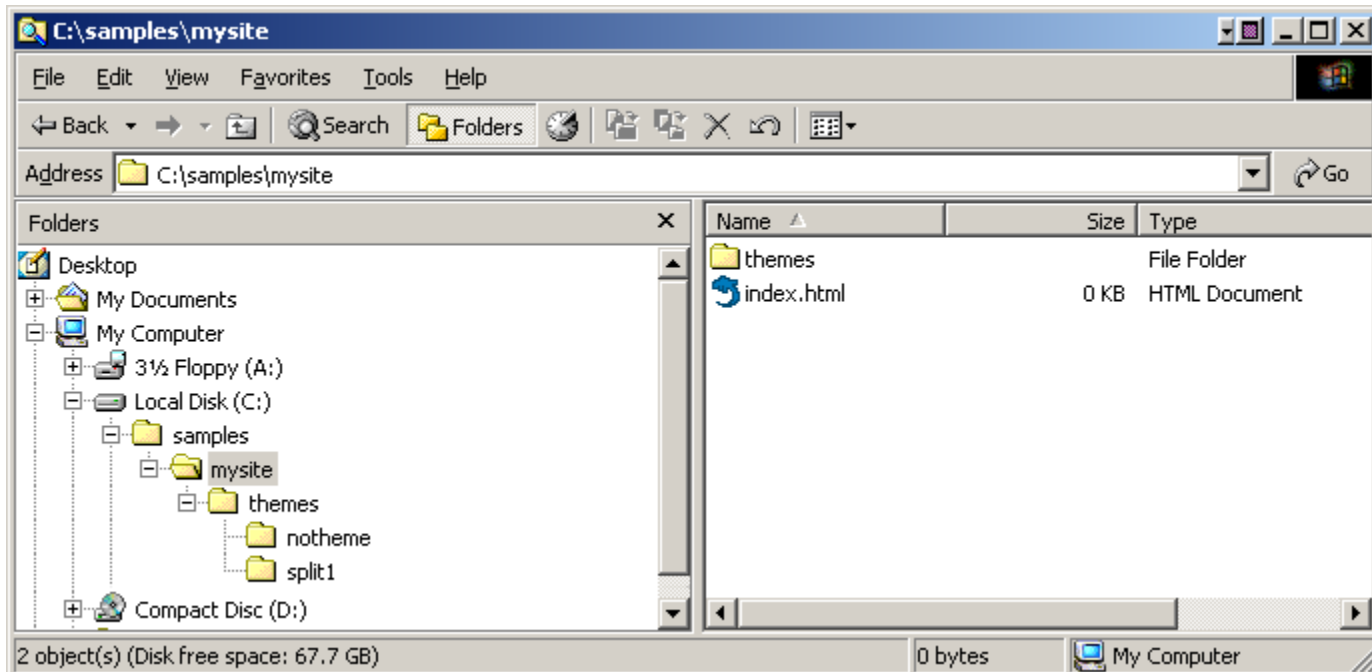 C:\samples\mysite
File Edit View Favorites Tools Help
Back Search Folders
Address C:\samples\mysite Go
Folders
Name Size Type
Desktop
My Documents
My Computer
3½ Floppy (A:)
Local Disk (C:)
samples
mysite
themes
notheme
split1
Compact Disc (D:)
themes File Folder
index.html 0 KB HTML Document
2 object(s) (Disk free space: 67.7 GB) 0 bytes My Computer